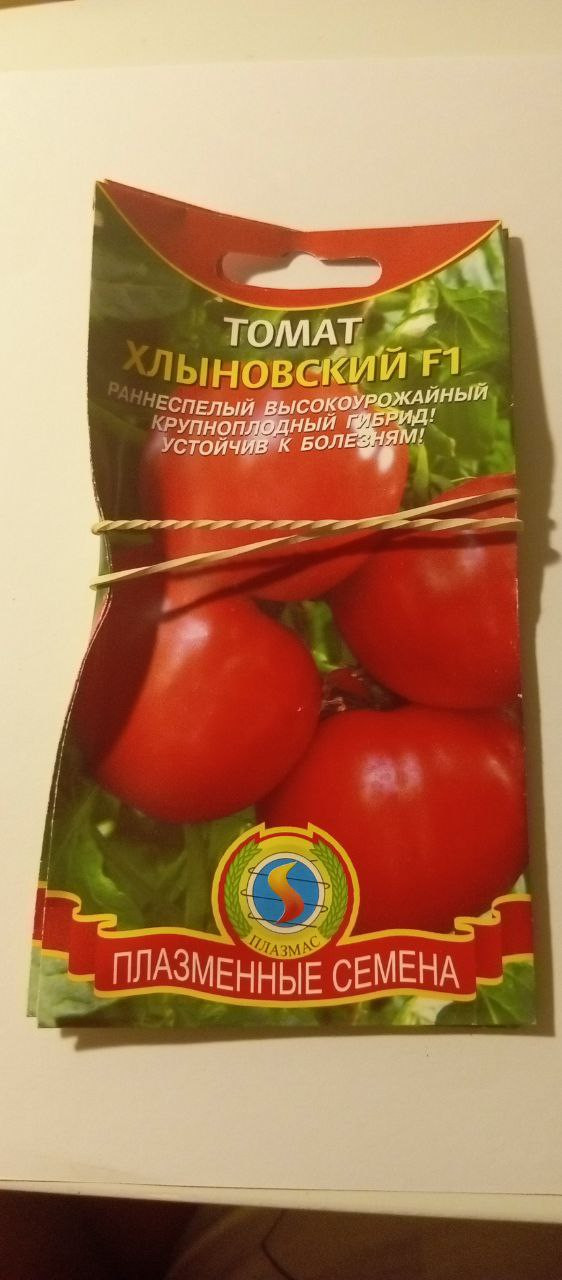 ТОМАТ
ХЛЫНОВСКИЙ F1
РАННЕСПЕЛЫЙ ВЫСОКОУРОЖАЙНЫЙ
КРУПНОПЛОДНЫЙ ГИБРИД!
УСТОЙЧИВ К БОЛЕЗНЯМ!
ПЛАЗМАС
ПЛАЗМЕННЫЕ СЕМЕНА